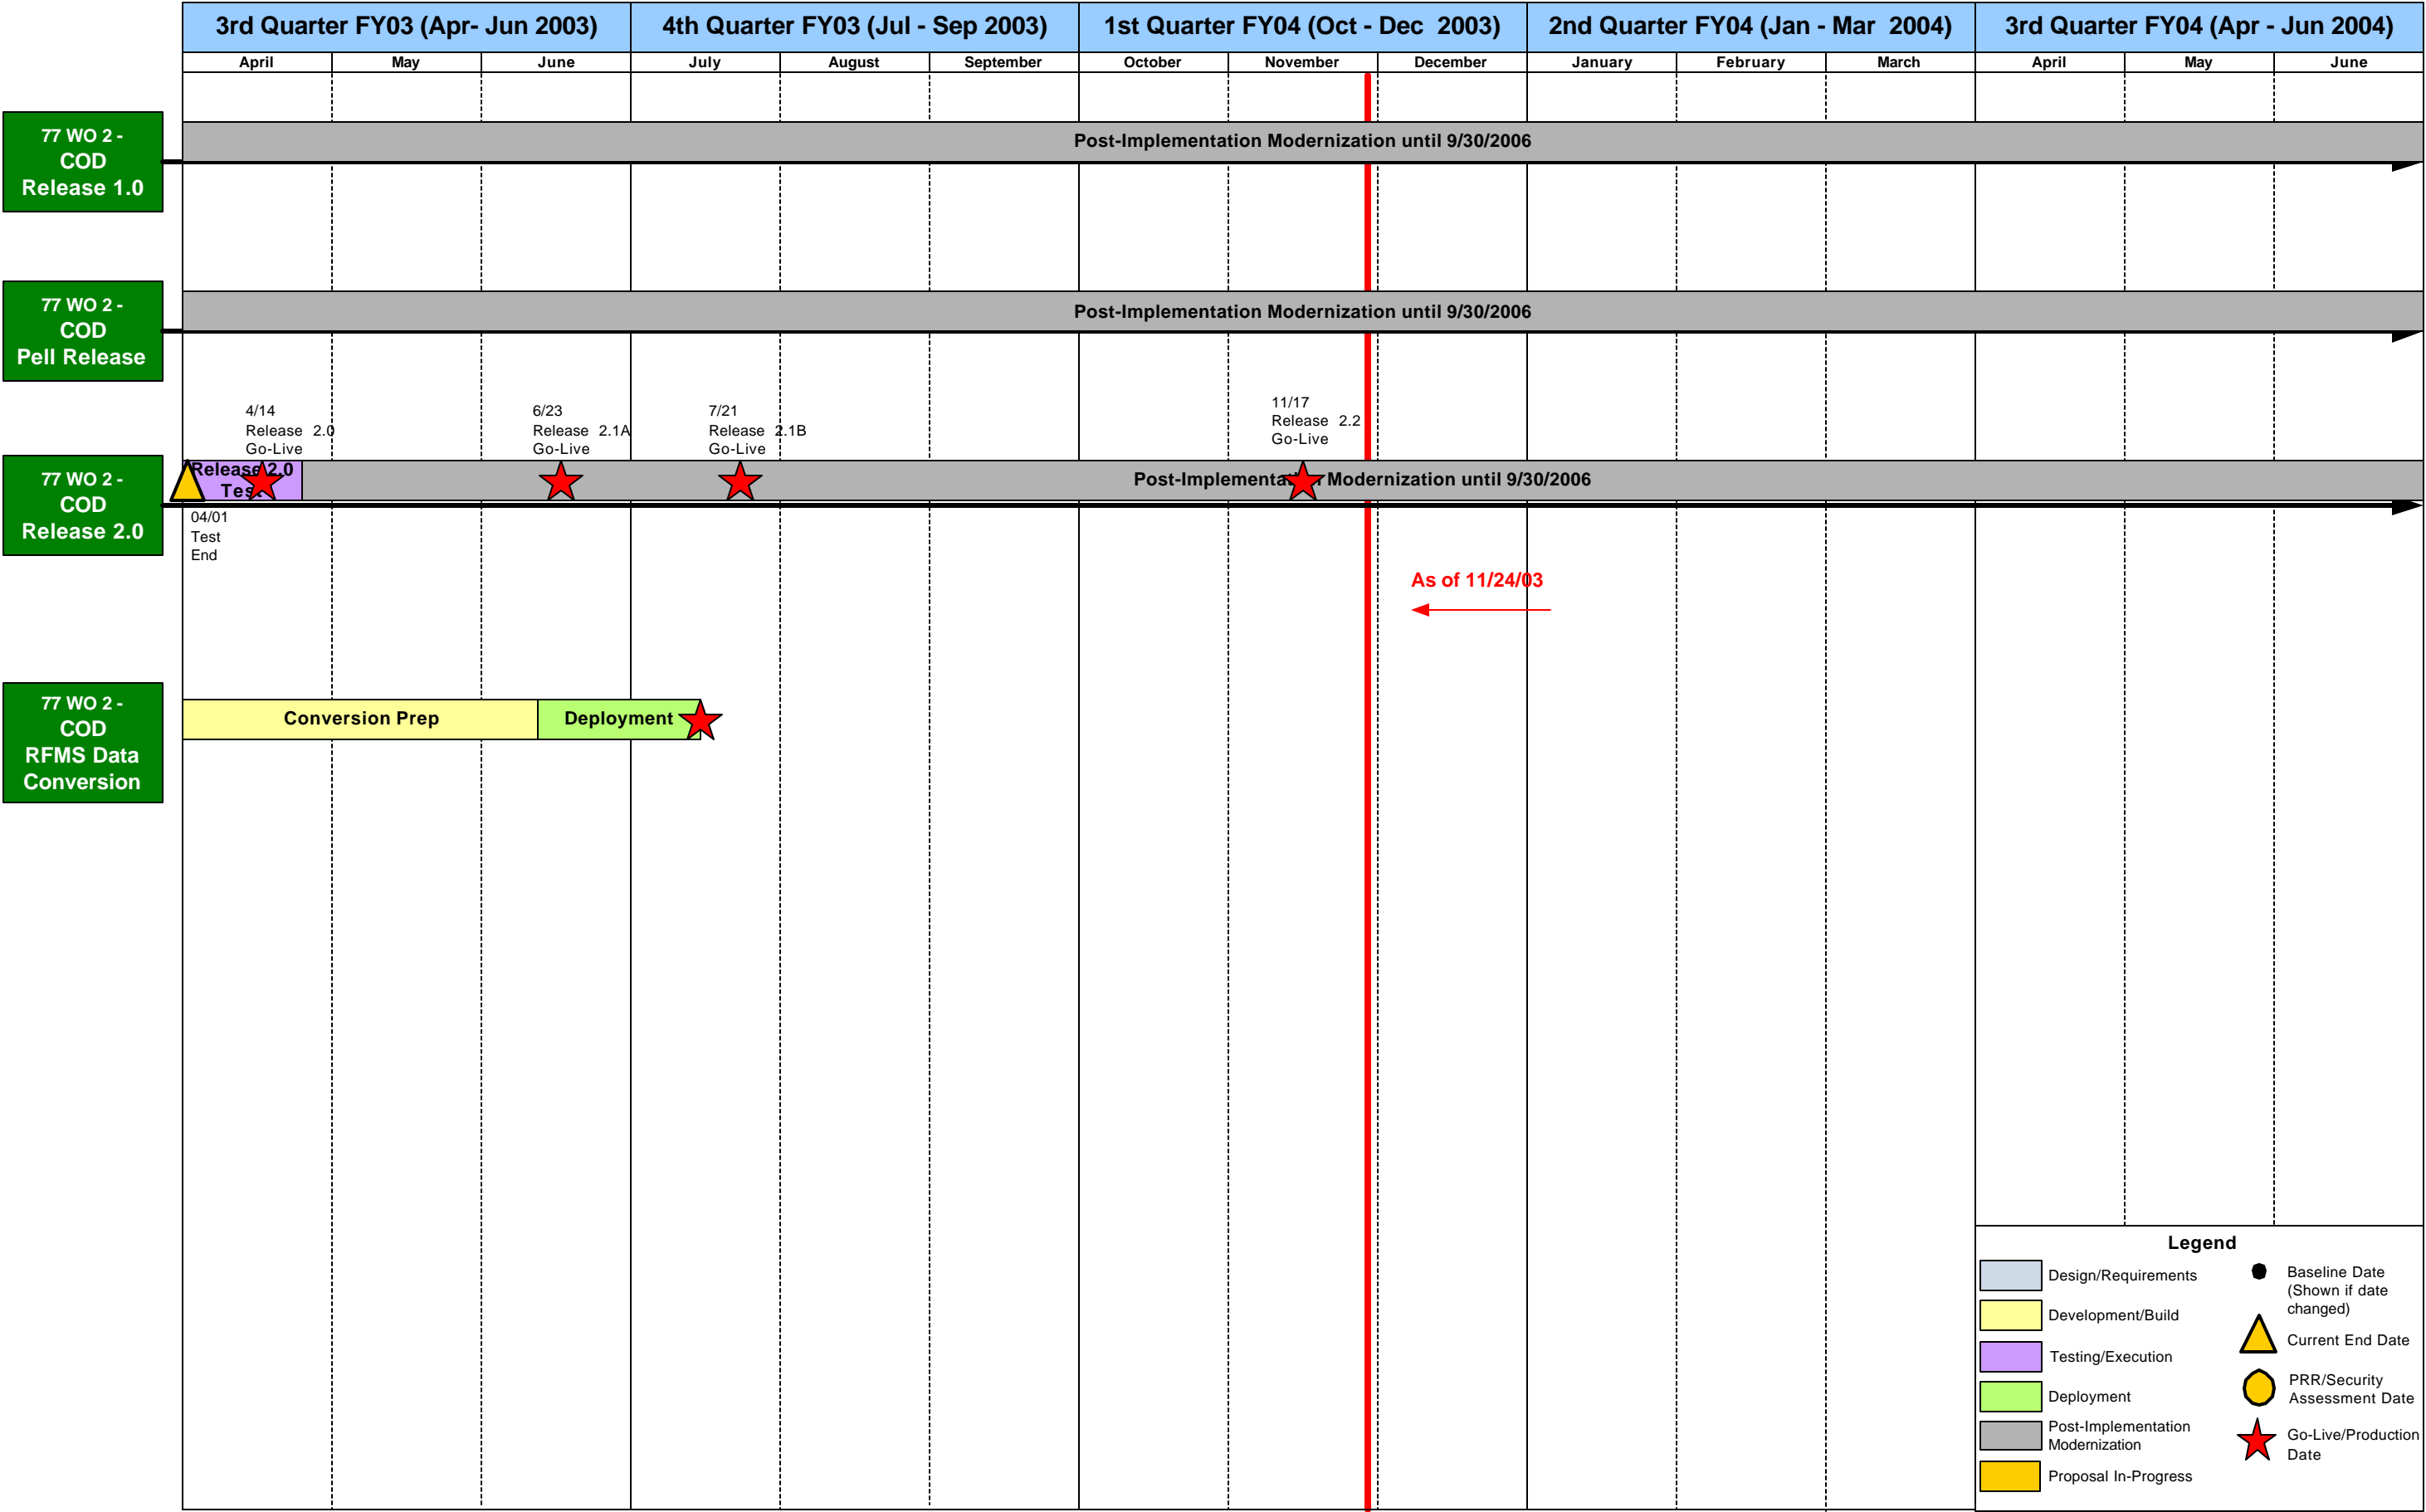 3rd Quarter FY03 (Apr- Jun 2003)
4th Quarter FY03 (Jul - Sep 2003)
1st Quarter FY04 (Oct - Dec 2003)
2nd Quarter FY04 (Jan - Mar 2004)
3rd Quarter FY04 (Apr - Jun 2004)
April
May
June
July
August
September
October
November
December
January
February
March
April
May
June
77 WO 2 -
COD
Release 1.0
Post-Implementation Modernization until 9/30/2006
77 WO 2 -
COD
Pell Release
Post-Implementation Modernization until 9/30/2006
4/14
Release 2.0
Go-Live
6/23
Release 2.1A
Go-Live
7/21
Release 2.1B
Go-Live
11/17
Release 2.2
Go-Live
77 WO 2 -
COD
Release 2.0
Release 2.0
Test
Post-Implementation Modernization until 9/30/2006
04/01
Test
End
As of 11/24/03
77 WO 2 -
COD
RFMS Data
Conversion
Conversion Prep
Deployment
Legend
Design/Requirements
Development/Build
Testing/Execution
Deployment
Post-Implementation
Modernization
Proposal In-Progress
Baseline Date
(Shown if date
changed)
Current End Date
PRR/Security
Assessment Date
Go-Live/Production
Date